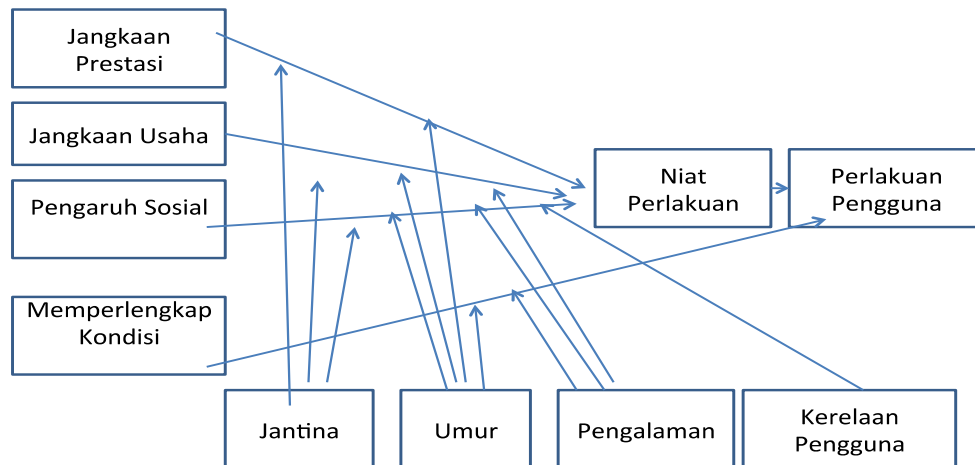 Jangkaan
Prestasi
Jangkaan Usaha
Pengaruh Sosial
Memperlengkap
Kondisi
Niat
Perlakuan
Perlakuan
Pengguna
Jantina
Umur
Pengalaman
Kerelaan
Pengguna